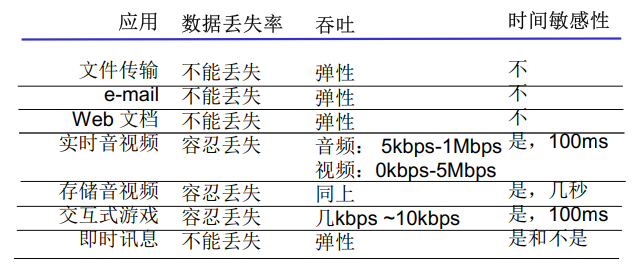 应用 数据丢失率 吞吐 时间敏感性
文件传输 不能丢失 弹性 不
e-mail 不能丢失 弹性 不
Web 文档 不能丢失 弹性 不
实时音视频 容忍丢失 音频： 5kbps-1Mbps 是，100ms
视频：0kbps-5Mbps
存储音视频 容忍丢失 同上 是，几秒
交互式游戏 容忍丢失 几kbps ~10kbps 是，100ms
即时讯息 不能丢失 弹性 是和不是